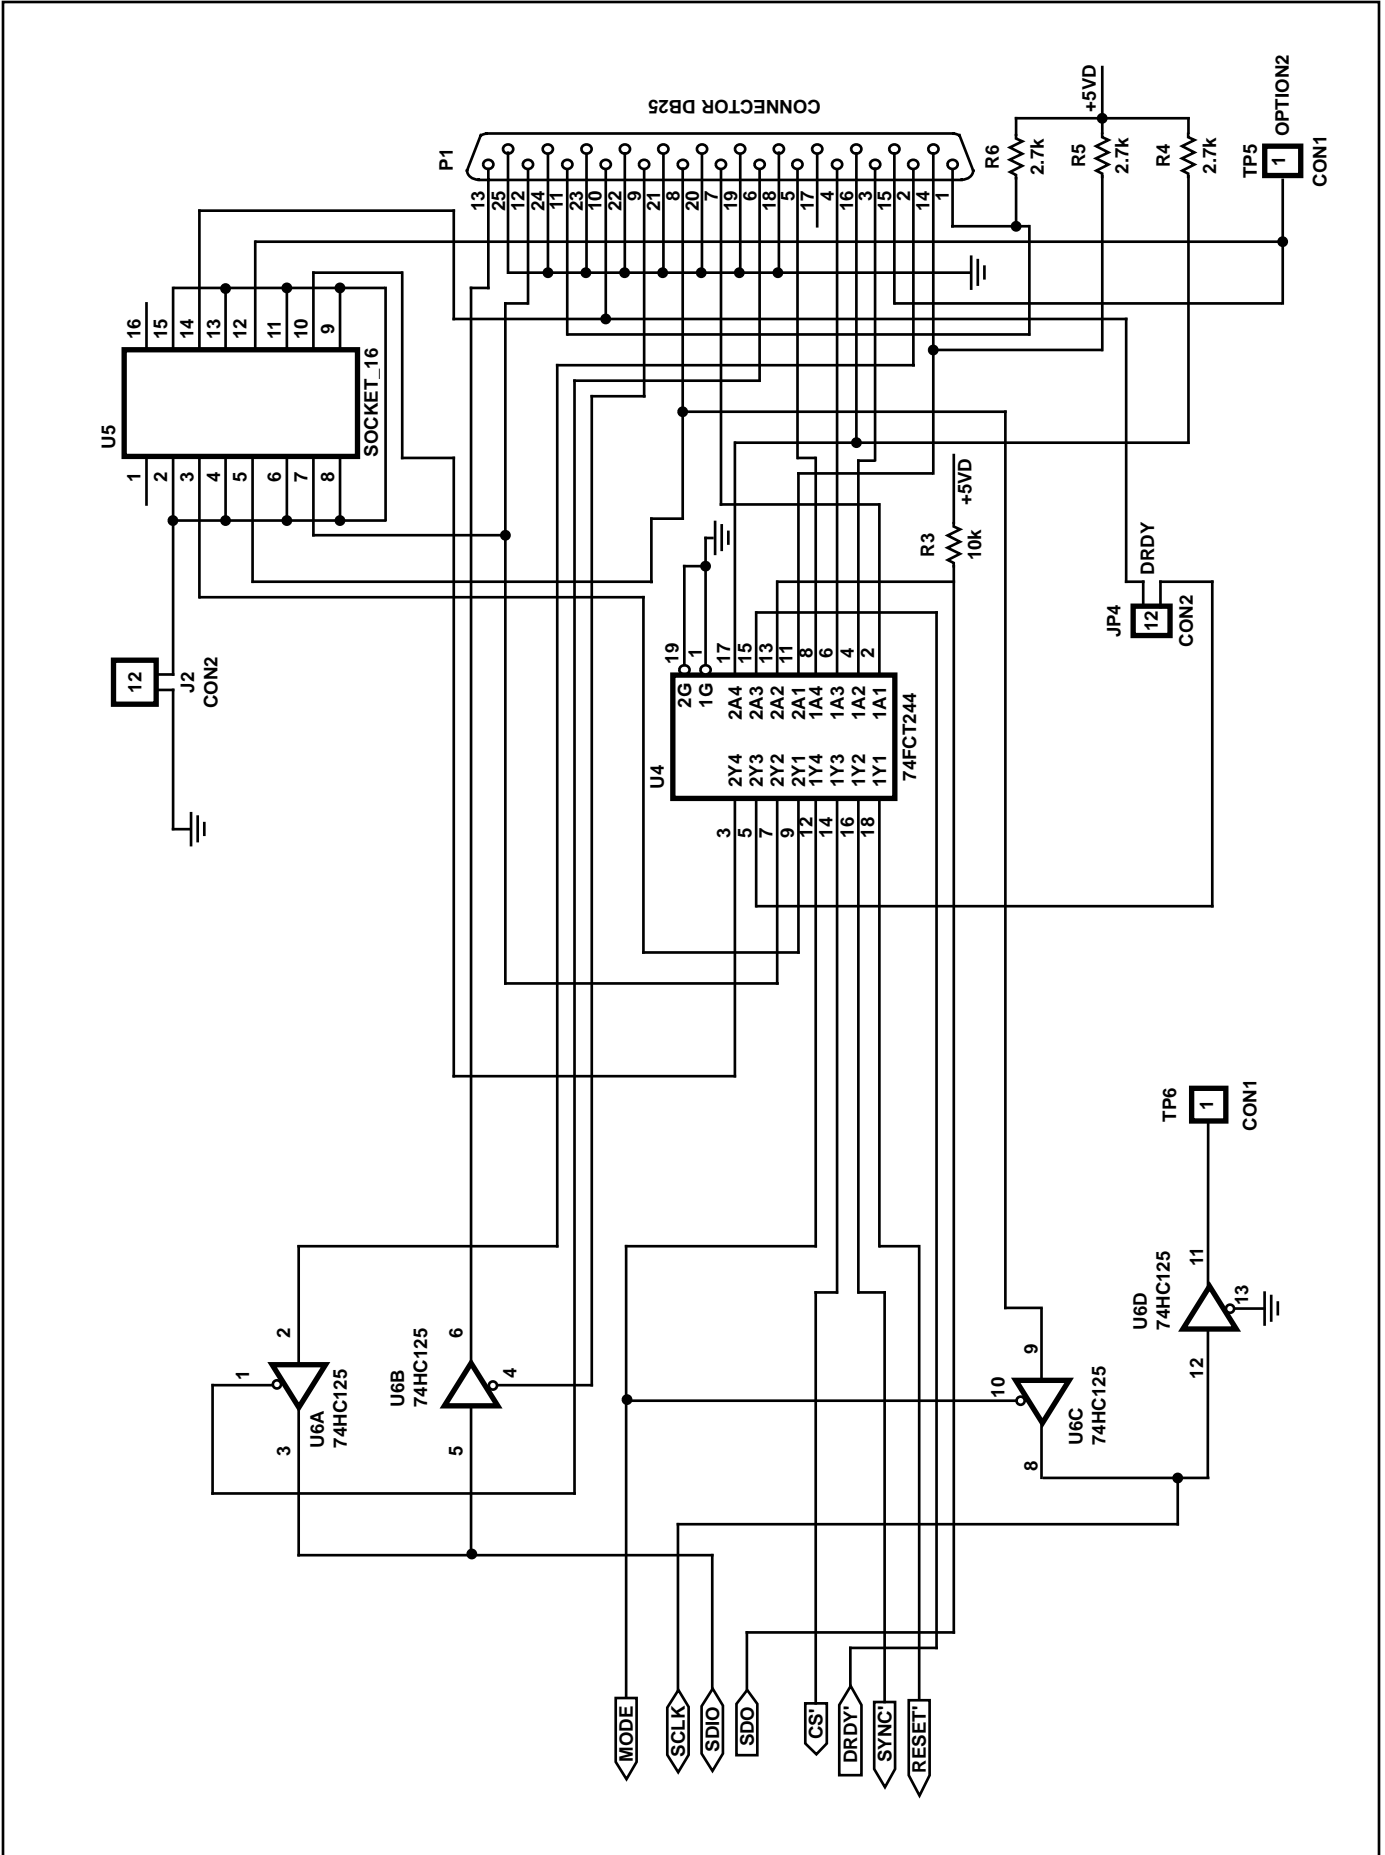 CONNECTOR DB25
P1
13
25
12
24
11
23
10
22
9
21
8
20
7
19
6
18
5
17
4
16
3
15
2
14
1
R6
2.7k
R5
2.7k
R4
2.7k
+5VD
TP5
1
OPTION2
CON1
U5
SOCKET_16
16
15
14
13
12
11
10
9
1
2
3
4
5
6
7
8
J2
12
CON2
R3
10k
+5VD
JP4
12
DRDY
CON2
U4
74FCT244
19
1
17
15
13
11
8
6
4
2
2G
1G
2A4
2A3
2A2
2A1
1A4
1A3
1A2
1A1
2Y4
2Y3
2Y2
2Y1
1Y4
1Y3
1Y2
1Y1
3
5
7
9
12
14
16
18
TP6
1
CON1
U6A
74HC125
1
2
3
U6B
74HC125
6
4
5
U6C
74HC125
10
9
8
U6D
74HC125
11
13
12
MODE
SCLK
SDIO
SDO
CS'
DRDY'
SYNC'
RESET'